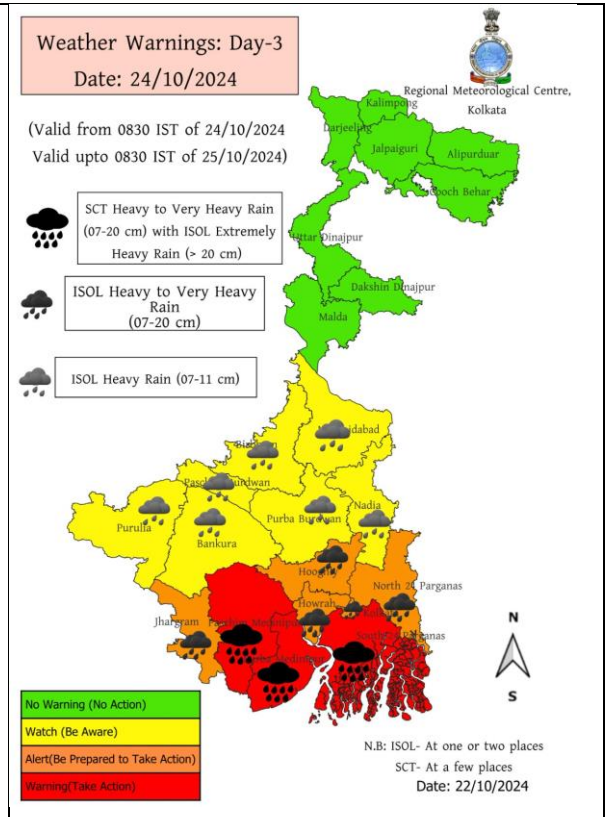 Weather Warnings: Day-3
Date: 24/10/2024
Regional Meteorological Centre,
Kolkata
(Valid from 0830 IST of 24/10/2024
Valid upto 0830 IST of 25/10/2024)
SCT Heavy to Very Heavy Rain
(07-20 cm) with ISOL Extremely
Heavy Rain (> 20 cm)
ISOL Heavy to Very Heavy
Rain
(07-20 cm)
ISOL Heavy Rain (07-11 cm)
Kalimpong
Darjeeling
Jalpaiguri
Alipurduar
Cooch Behar
Uttar Dinajpur
Dakshin Dinajpur
Malda
Purba Burdwan
Nadia
Purulia
Bankura
Hooghly
North 24 Parganas
Howrah
Jhargram
South 24 Parganas
No Warning (No Action)
Watch (Be Aware)
Alert(Be Prepared to Take Action)
Warning(Take Action)
N
S
N.B: ISOL- At one or two places
SCT- At a few places
Date: 22/10/2024